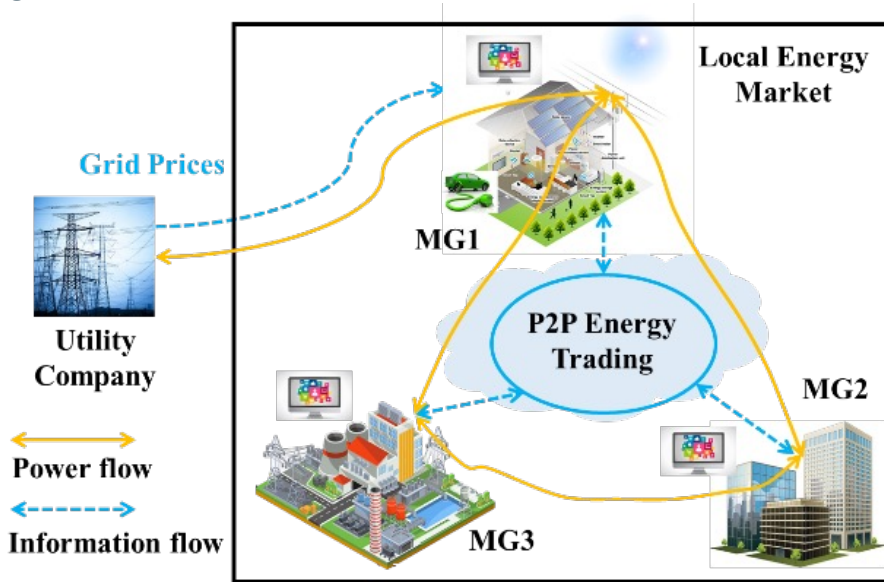 Local Energy
Market
Grid Prices
MG1
P2P Energy
Trading
Utility
Company
MG2
Power flow
MG3
Information flow